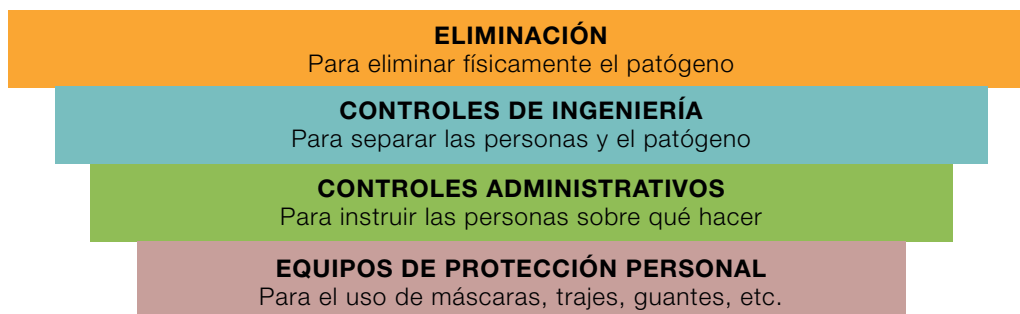 ELIMINACIÓN
Para eliminar físicamente el patógeno
CONTROLES DE INGENIERÍA
Para separar las personas y el patógeno
CONTROLES ADMINISTRATIVOS
Para instruir las personas sobre qué hacer
EQUIPOS DE PROTECCIÓN PERSONAL
Para el uso de máscaras, trajes, guantes, etc.